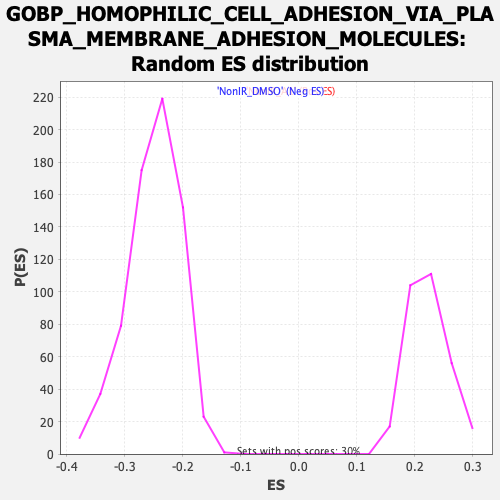 GOBP_HOMOPHILIC_CELL_ADHESION_VIA_PLA
SMA_MEMBRANE_ADHESION_MOLECULES:
Random ES distribution
'NonIR_DMSO' (Neg ES) ES)
220
200
180
160
140
120
100
80
60
40
20
0
P(ES)
Sets with pos scores: 30%
-0.4 -0.3 -0.2 -0.1 0.0 0.1 0.2 0.3
ES